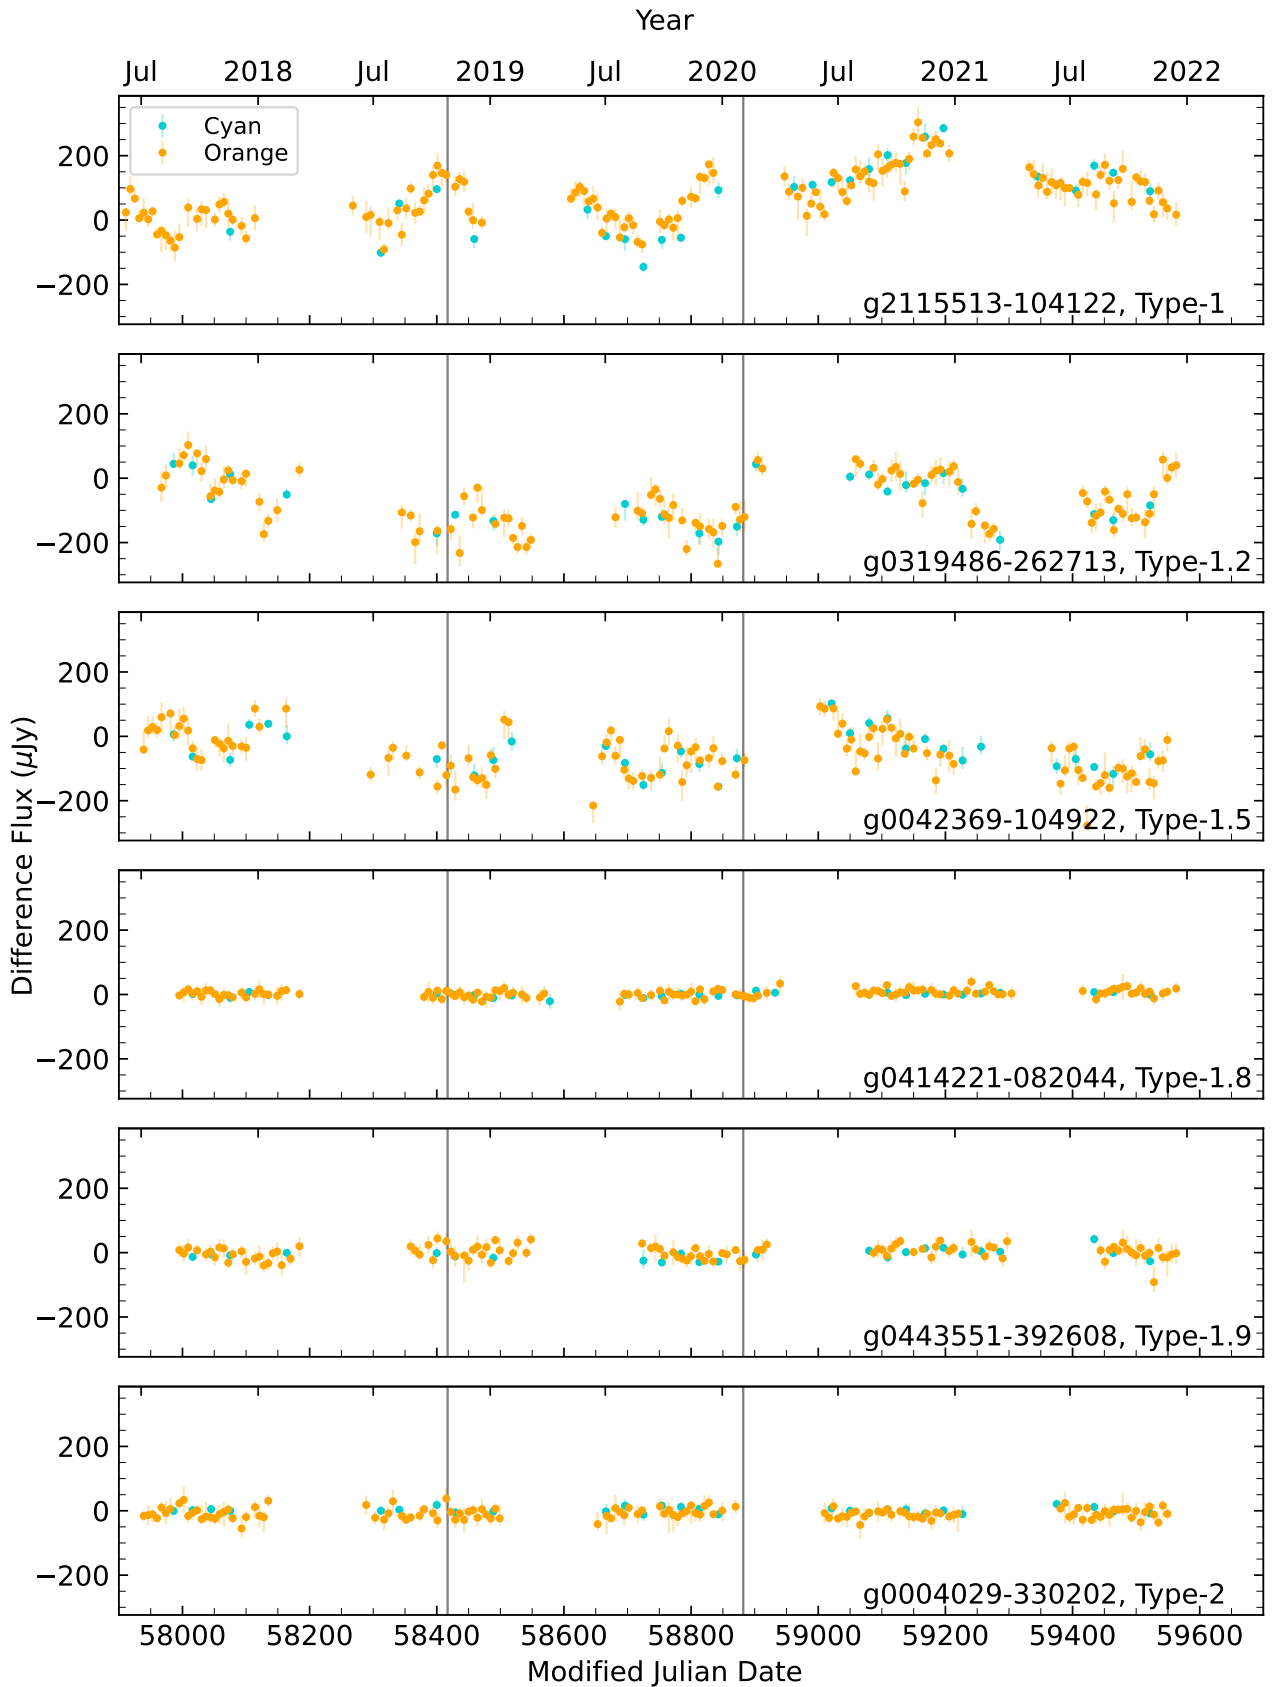 Year
Jul 2018 Jul 2019 Jul 2020 Jul 2021 Jul 2022
Cyan
Orange
200
0
−200
g2115513-104122, Type-1
200
0
−200
g0319486-262713, Type-1.2
200
0
−200
g0042369-104922, Type-1.5
Difference Flux (μJy)
200
0
−200
g0414221-082044, Type-1.8
200
0
−200
g0443551-392608, Type-1.9
200
0
−200
g0004029-330202, Type-2
58000 58200 58400 58600 58800 59000 59200 59400 59600
Modified Julian Date